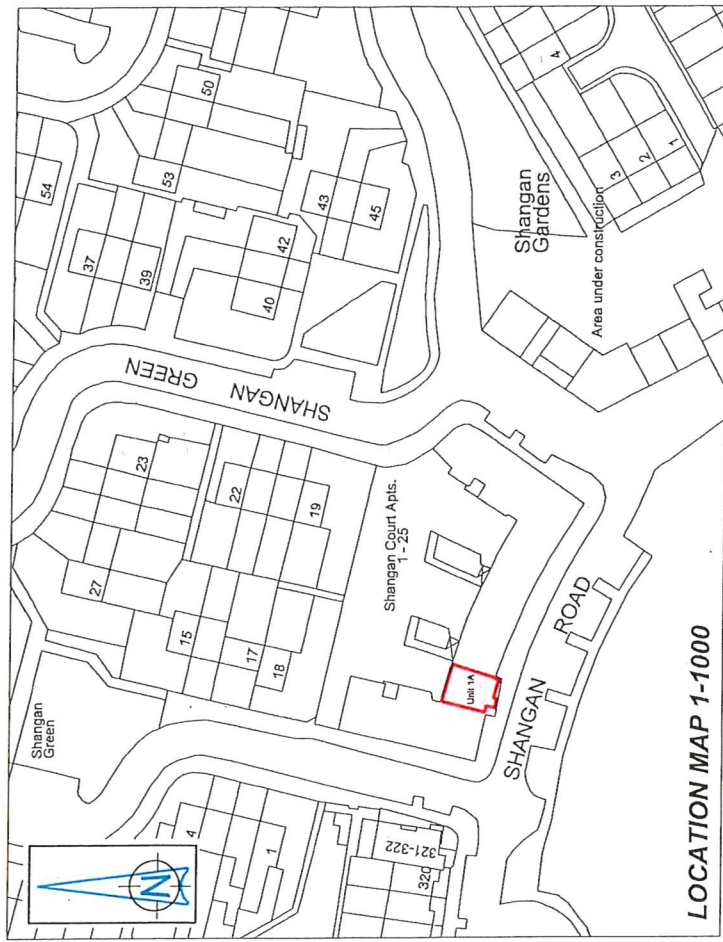 54
37
39
53
50
42
40
43
45
4
Shangan
Gardens
Area under construction
3
2
1
SHANGAN GREEN
23
22
19
27
15
17
18
Shangan Court Apts.
1 - 25
Unit 1A
Shangan
Green
4
1
321-322
320
SHANGAN ROAD
N
LOCATION MAP 1-1000